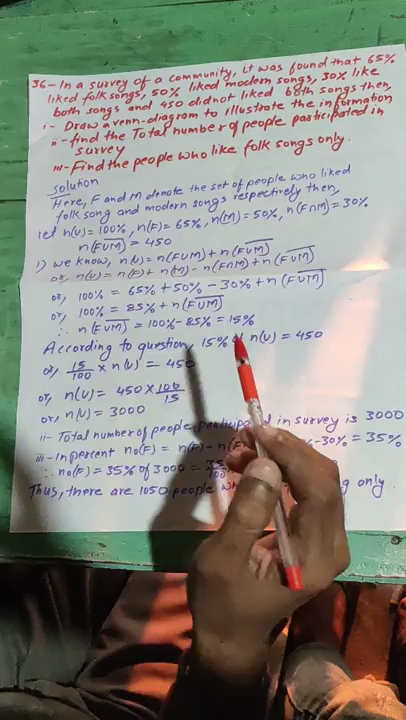 36- In a survey of a community, it was found that 65%
liked folk songs, 50% liked modern songs, 30% like
both songs and 450 did not liked both songs then,
i- Draw a venn-diagram to illustrate the information
ii- find the Total number of people participated in
survey
iii- Find the people who like folk songs only.
Solution
Here, F and M denote the set of people who liked
folk song and modern songs respectively then,
let n(U) = 100%, n(F) = 65%, n(M) = 50%, n(F∩M) = 30%
n(F̅U̅M̅) = 450
i) we know, n(U) = n(FUM) + n(F̅U̅M̅)
or, n(U) = n(F) + n(M) - n(F∩M) + n(F̅U̅M̅)
or, 100% = 65% + 50% - 30% + n(F̅U̅M̅)
or, 100% = 85% + n(F̅U̅M̅)
∴ n(F̅U̅M̅) = 100% - 85% = 15%
According to question, 15% n(U) = 450
or, 15/100 × n(U) = 450
or, n(U) = 450 × 100/15
or, n(U) = 3000
ii- Total number of people participated in survey is 3000
iii- In percent no(F) = n(F) - n(F -30% = 35%
∴ no(F) = 35% of 3000 = 35/100
Thus, there are 1050 people only